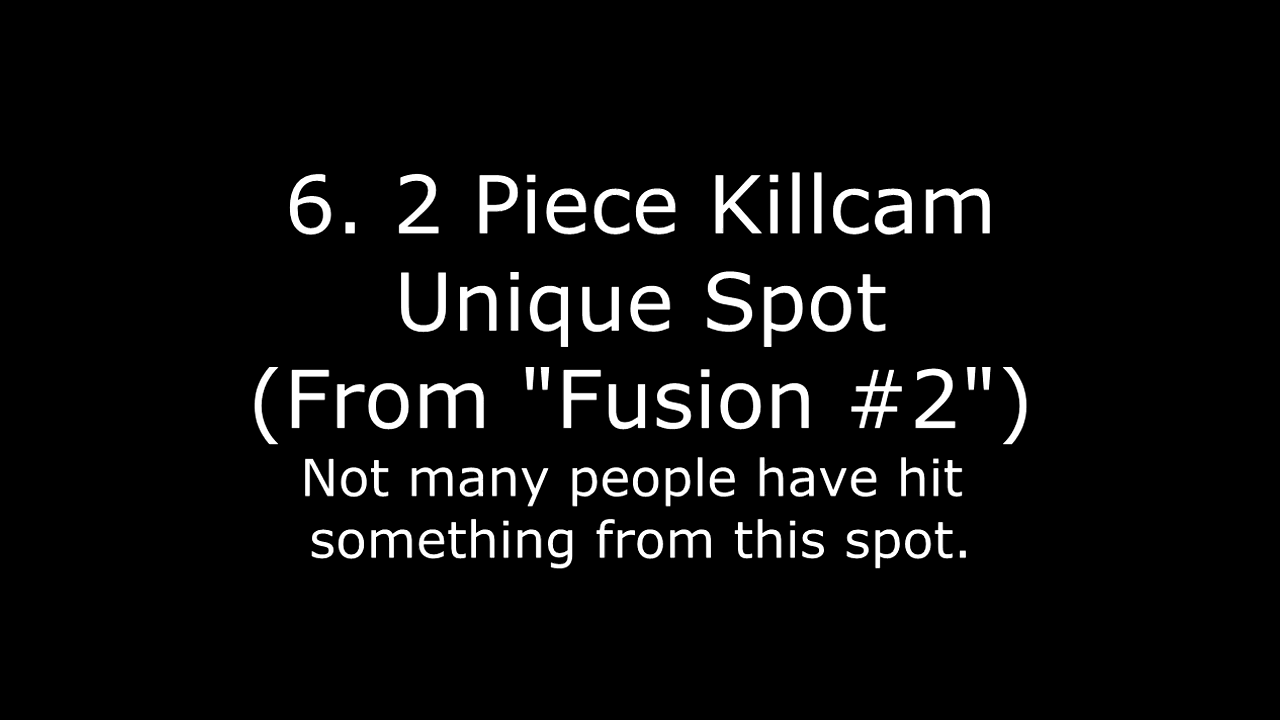 6. 2 Piece Killcam
Unique Spot
(From "Fusion #2")
Not many people have hit
something from this spot.